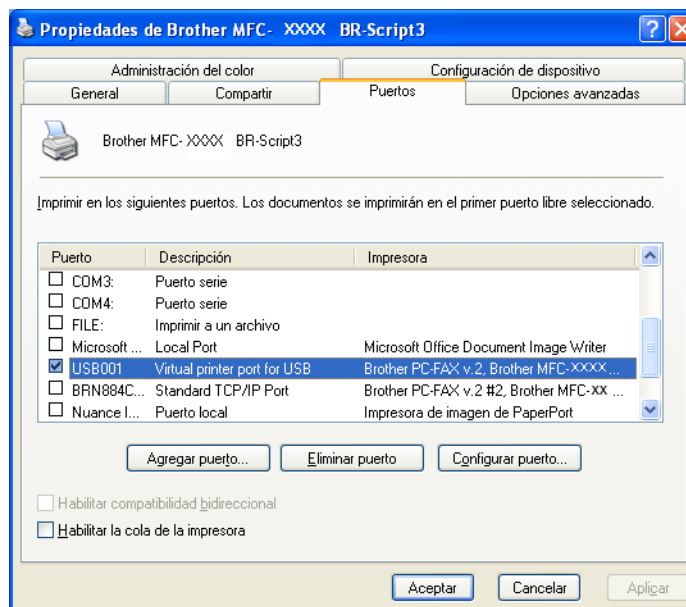 Propiedades de Brother MFC- XXXX BR-Script3
Administración del color Configuración de dispositivo
General Compartir Puertos Opciones avanzadas
Brother MFC- XXXX BR-Script3
Imprimir en los siguientes puertos. Los documentos se imprimirán en el primer puerto libre seleccionado.
Puerto Descripción Impresora
COM3: Puerto serie
COM4: Puerto serie
FILE: Imprimir a un archivo
Microsoft ... Local Port Microsoft Office Document Image Writer
USB001 Virtual printer port for USB Brother PC-FAX v.2, Brother MFC-XXXX ...
BRN884C... Standard TCP/IP Port Brother PC-FAX v.2 #2, Brother MFC-XX ...
Nuance I... Puerto local Impresora de imagen de PaperPort
Agregar puerto... Eliminar puerto Configurar puerto...
Habilitar compatibilidad bidireccional
Habilitar la cola de la impresora
Aceptar Cancelar Aplicar